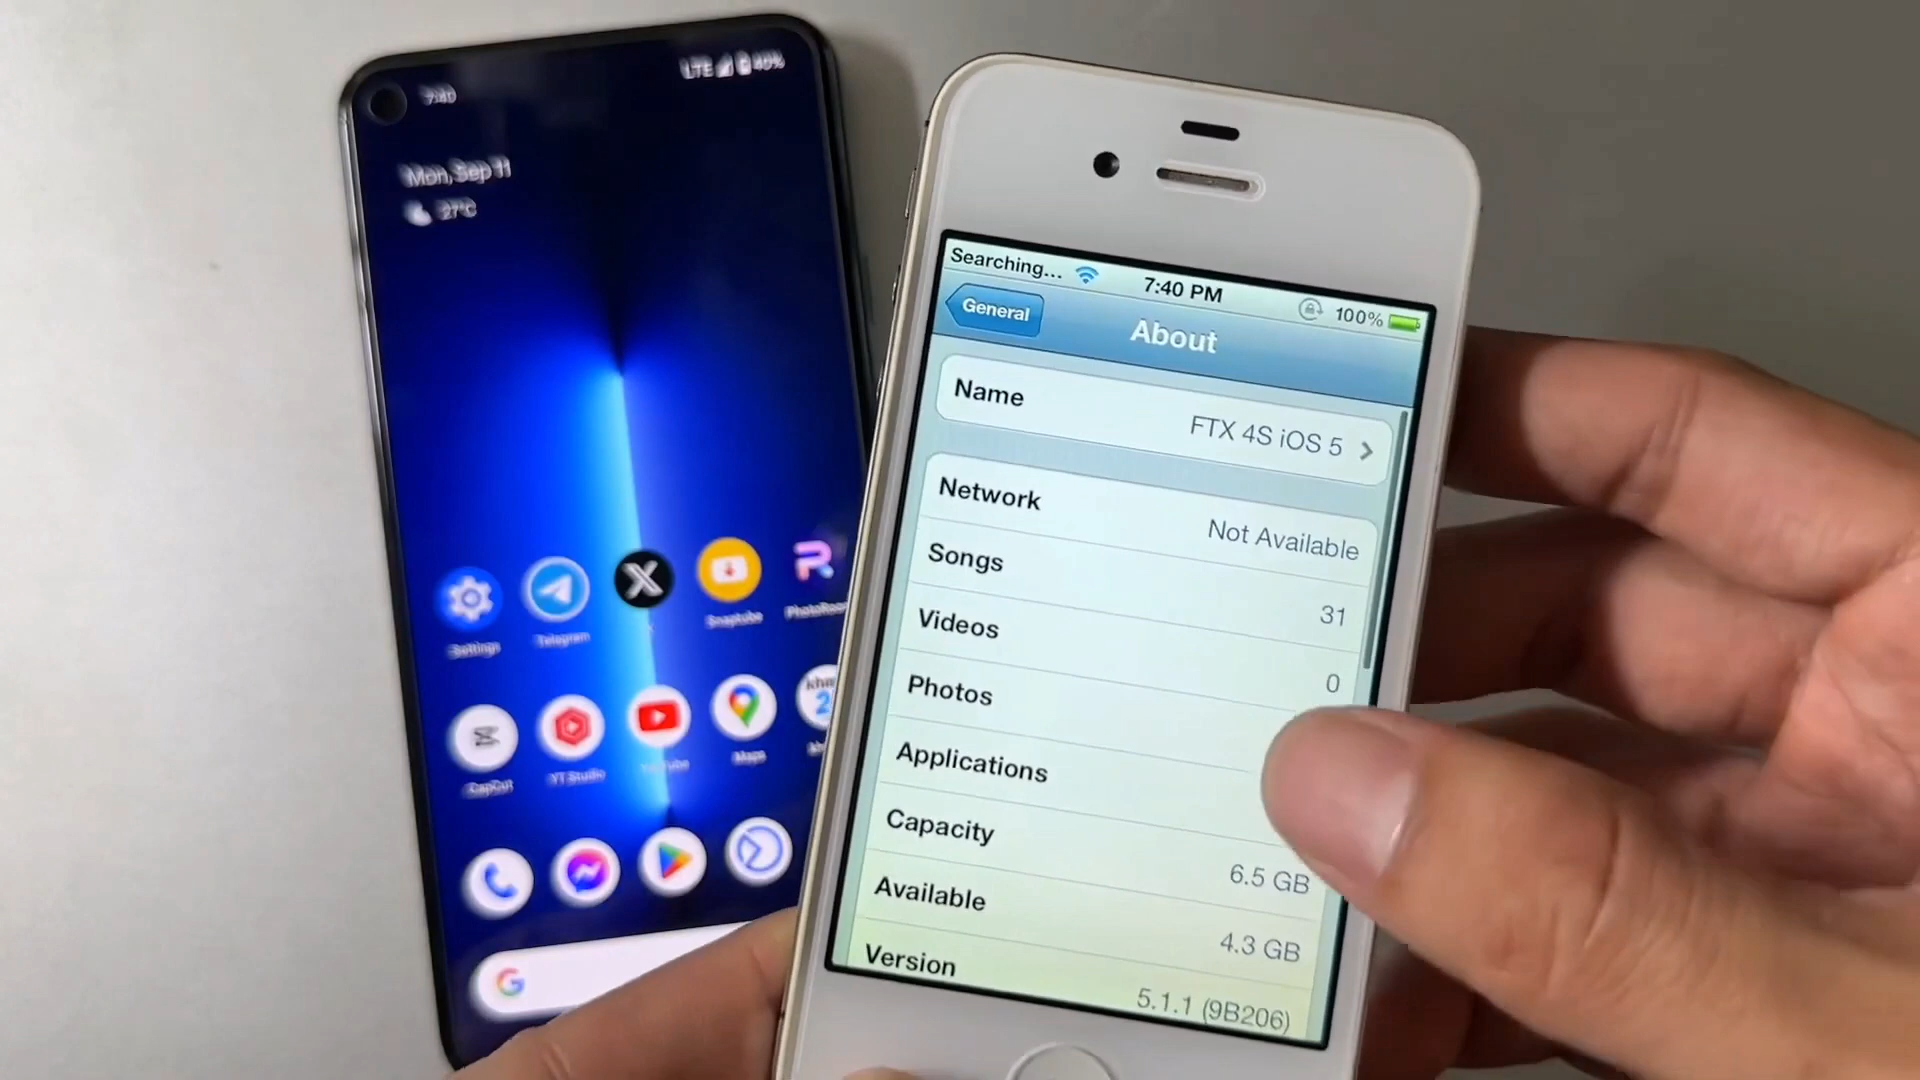 7:40
LTE 40%
Mon, Sep 11
27°C
Settings
Telegram
X
Snaptube
PhotoRoom
CapCut
YT Studio
YouTube
Maps
G
Searching...
7:40 PM
100%
General
About
Name
FTX 4S iOS 5
Network
Not Available
Songs
31
Videos
0
Photos
Applications
Capacity
6.5 GB
Available
4.3 GB
Version
5.1.1 (9B206)